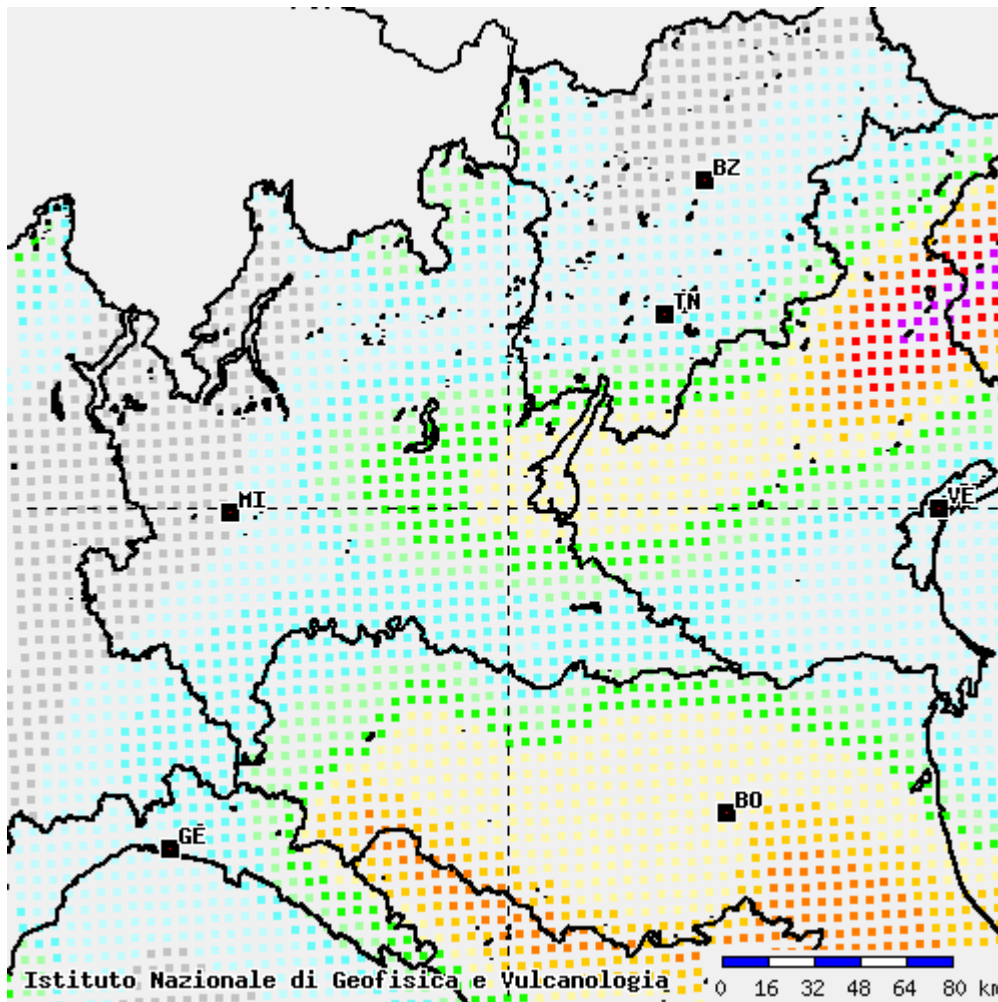 BZ
TN
MI
VE
BO
GE
Istituto Nazionale di Geofisica e Vulcanologia
0 16 32 48 64 80 km